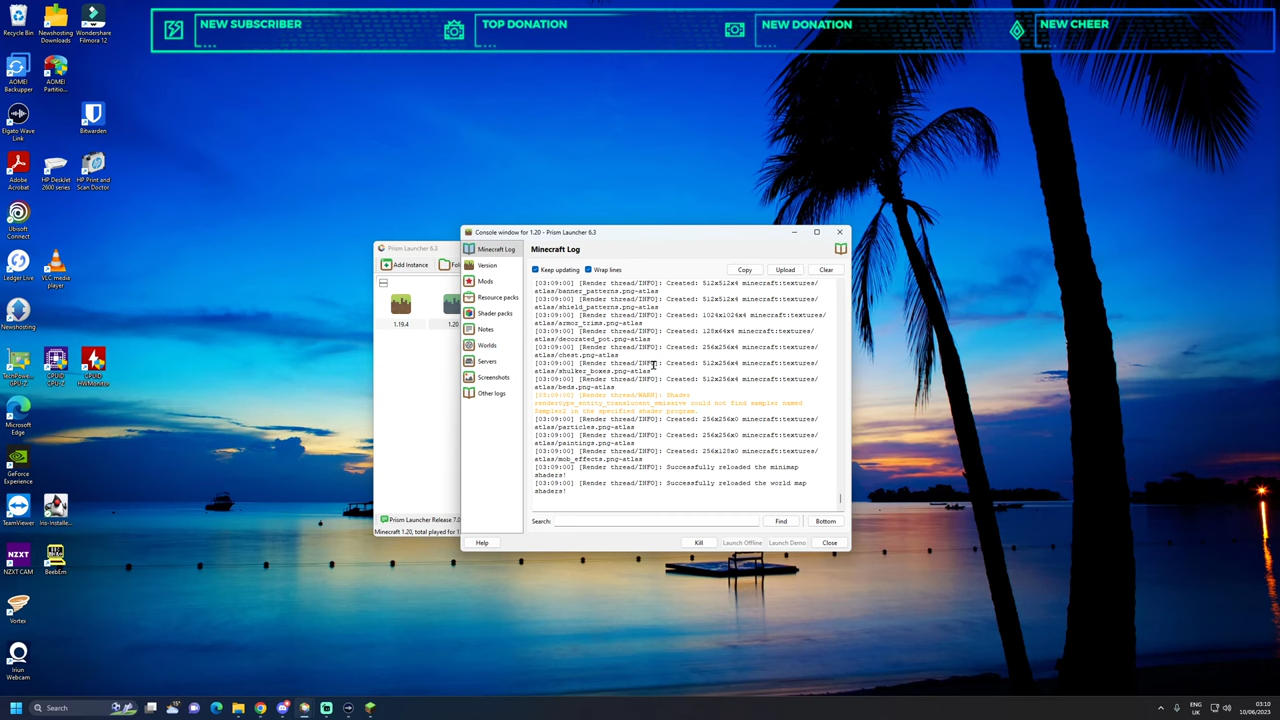 NEW SUBSCRIBER
TOP DONATION
NEW DONATION
NEW CHEER
Recycle Bin
Newshosting Downloads
Wondershare Filmora 12
AOMEI Backupper
AOMEI Partitio...
Elgato Wave Link
Bitwarden
Adobe Acrobat
HP DeskJet 2600 series
HP Print and Scan Doctor
Ubisoft Connect
Ledger Live
VLC media player
Newshosting
TechPowe... GPU-Z
CPUID CPU-Z
CPUID HWMonitor
Microsoft Edge
GeForce Experience
TeamViewer
Iris-Installe...
NZXT CAM
BeebEm
Vortex
Iriun Webcam
Prism Launcher 6.3
Add Instance
1.19.4
1.20
Prism Launcher Release 7.0
Minecraft 1.20, total played for
Console window for 1.20 - Prism Launcher 6.3
Minecraft Log
Version
Mods
Resource packs
Shader packs
Notes
Worlds
Servers
Screenshots
Other logs
Minecraft Log
Keep updating
Wrap lines
Copy
Upload
Clear
[03:09:00] [Render thread/INFO]: Created: 512x512x4 minecraft:textures/
atlas/banner_patterns.png-atlas
[03:09:00] [Render thread/INFO]: Created: 512x512x4 minecraft:textures/
atlas/shield_patterns.png-atlas
[03:09:00] [Render thread/INFO]: Created: 1024x1024x4 minecraft:textures/
atlas/armor_trims.png-atlas
[03:09:00] [Render thread/INFO]: Created: 128x64x4 minecraft:textures/
atlas/decorated_pot.png-atlas
[03:09:00] [Render thread/INFO]: Created: 256x256x4 minecraft:textures/
atlas/chest.png-atlas
[03:09:00] [Render thread/INFO]: Created: 512x256x4 minecraft:textures/
atlas/shulker_boxes.png-atlas
[03:09:00] [Render thread/INFO]: Created: 512x256x4 minecraft:textures/
atlas/beds.png-atlas
[03:09:00] [Render thread/WARN]: Shader
rendertype_entity_translucent_emissive could not find sampler named
Sampler2 in the specified shader program.
[03:09:00] [Render thread/INFO]: Created: 256x256x0 minecraft:textures/
atlas/particles.png-atlas
[03:09:00] [Render thread/INFO]: Created: 256x256x0 minecraft:textures/
atlas/paintings.png-atlas
[03:09:00] [Render thread/INFO]: Created: 256x128x0 minecraft:textures/
atlas/mob_effects.png-atlas
[03:09:00] [Render thread/INFO]: Successfully reloaded the minimap
shaders!
[03:09:00] [Render thread/INFO]: Successfully reloaded the world map
shaders!
Search:
Find
Bottom
Help
Kill
Launch Offline
Launch Demo
Close
Search
ENG
UK
03:10
10/06/2023